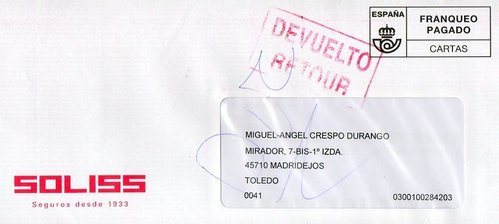 ESPAÑA
FRANQUEO
PAGADO
CARTAS
DEVUELTO
RETOUR
MIGUEL-ANGEL CRESPO DURANGO
MIRADOR, 7-BIS-1º IZDA.
45710 MADRIDEJOS
TOLEDO
0041 0300100284203
SOLISS
Seguros desde 1933